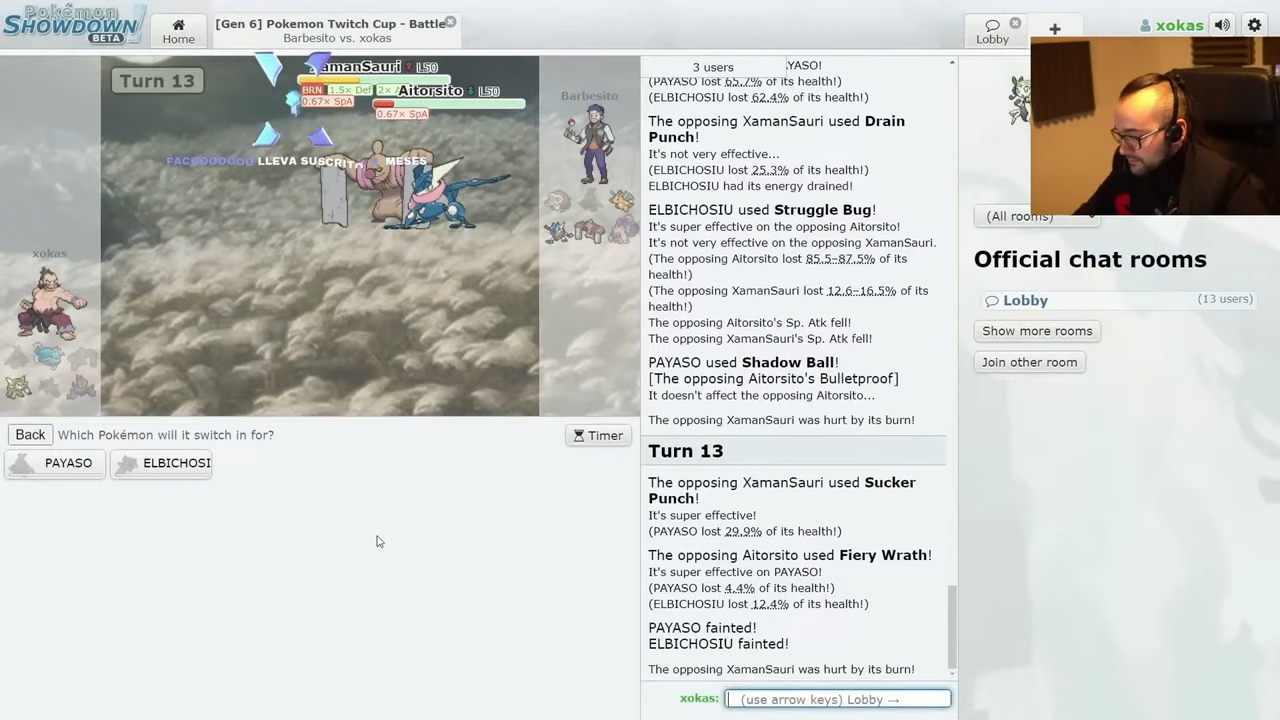 Pokémon
SHOWDOWN!
BETA
Home
[Gen 6] Pokemon Twitch Cup - Battle
Barbesito vs. xokas
Lobby
xokas
Turn 13
XamanSauri L50
BRN 1.5× Def 2×
0.67× SpA
Aitorsito L50
0.67× SpA
LLEVA SUSCRITO MESES
xokas
Barbesito
3 users
YASO!
(PAYASO lost 63.7% of its health!)
(ELBICHOSIU lost 62.4% of its health!)
The opposing XamanSauri used Drain
Punch!
It's not very effective...
(ELBICHOSIU lost 25.3% of its health!)
ELBICHOSIU had its energy drained!
ELBICHOSIU used Struggle Bug!
It's super effective on the opposing Aitorsito!
It's not very effective on the opposing XamanSauri.
(The opposing Aitorsito lost 85.5–87.5% of its
health!)
(The opposing XamanSauri lost 12.6–16.5% of its
health!)
The opposing Aitorsito's Sp. Atk fell!
The opposing XamanSauri's Sp. Atk fell!
PAYASO used Shadow Ball!
[The opposing Aitorsito's Bulletproof]
It doesn't affect the opposing Aitorsito...
The opposing XamanSauri was hurt by its burn!
Turn 13
The opposing XamanSauri used Sucker
Punch!
It's super effective!
(PAYASO lost 29.9% of its health!)
The opposing Aitorsito used Fiery Wrath!
It's super effective on PAYASO!
(PAYASO lost 4.4% of its health!)
(ELBICHOSIU lost 12.4% of its health!)
PAYASO fainted!
ELBICHOSIU fainted!
The opposing XamanSauri was hurt by its burn!
xokas: (use arrow keys) Lobby →
Back Which Pokémon will it switch in for?
Timer
PAYASO ELBICHOSI
(All rooms)
Official chat rooms
Lobby (13 users)
Show more rooms
Join other room